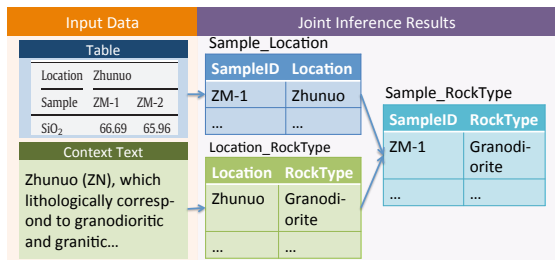 Input Data
Joint Inference Results
Table
Location Zhunuo
Sample ZM-1 ZM-2
SiO₂ 66.69 65.96
Context Text
Zhunuo (ZN), which
lithologically corresp-
ond to granodioritic
and granitic...
Sample_Location
SampleID Location
ZM-1 Zhunuo
... ...
Location_RockType
Location RockType
Zhunuo Granodi-
orite
... ...
Sample_RockType
SampleID RockType
ZM-1 Granodi-
orite
... ...